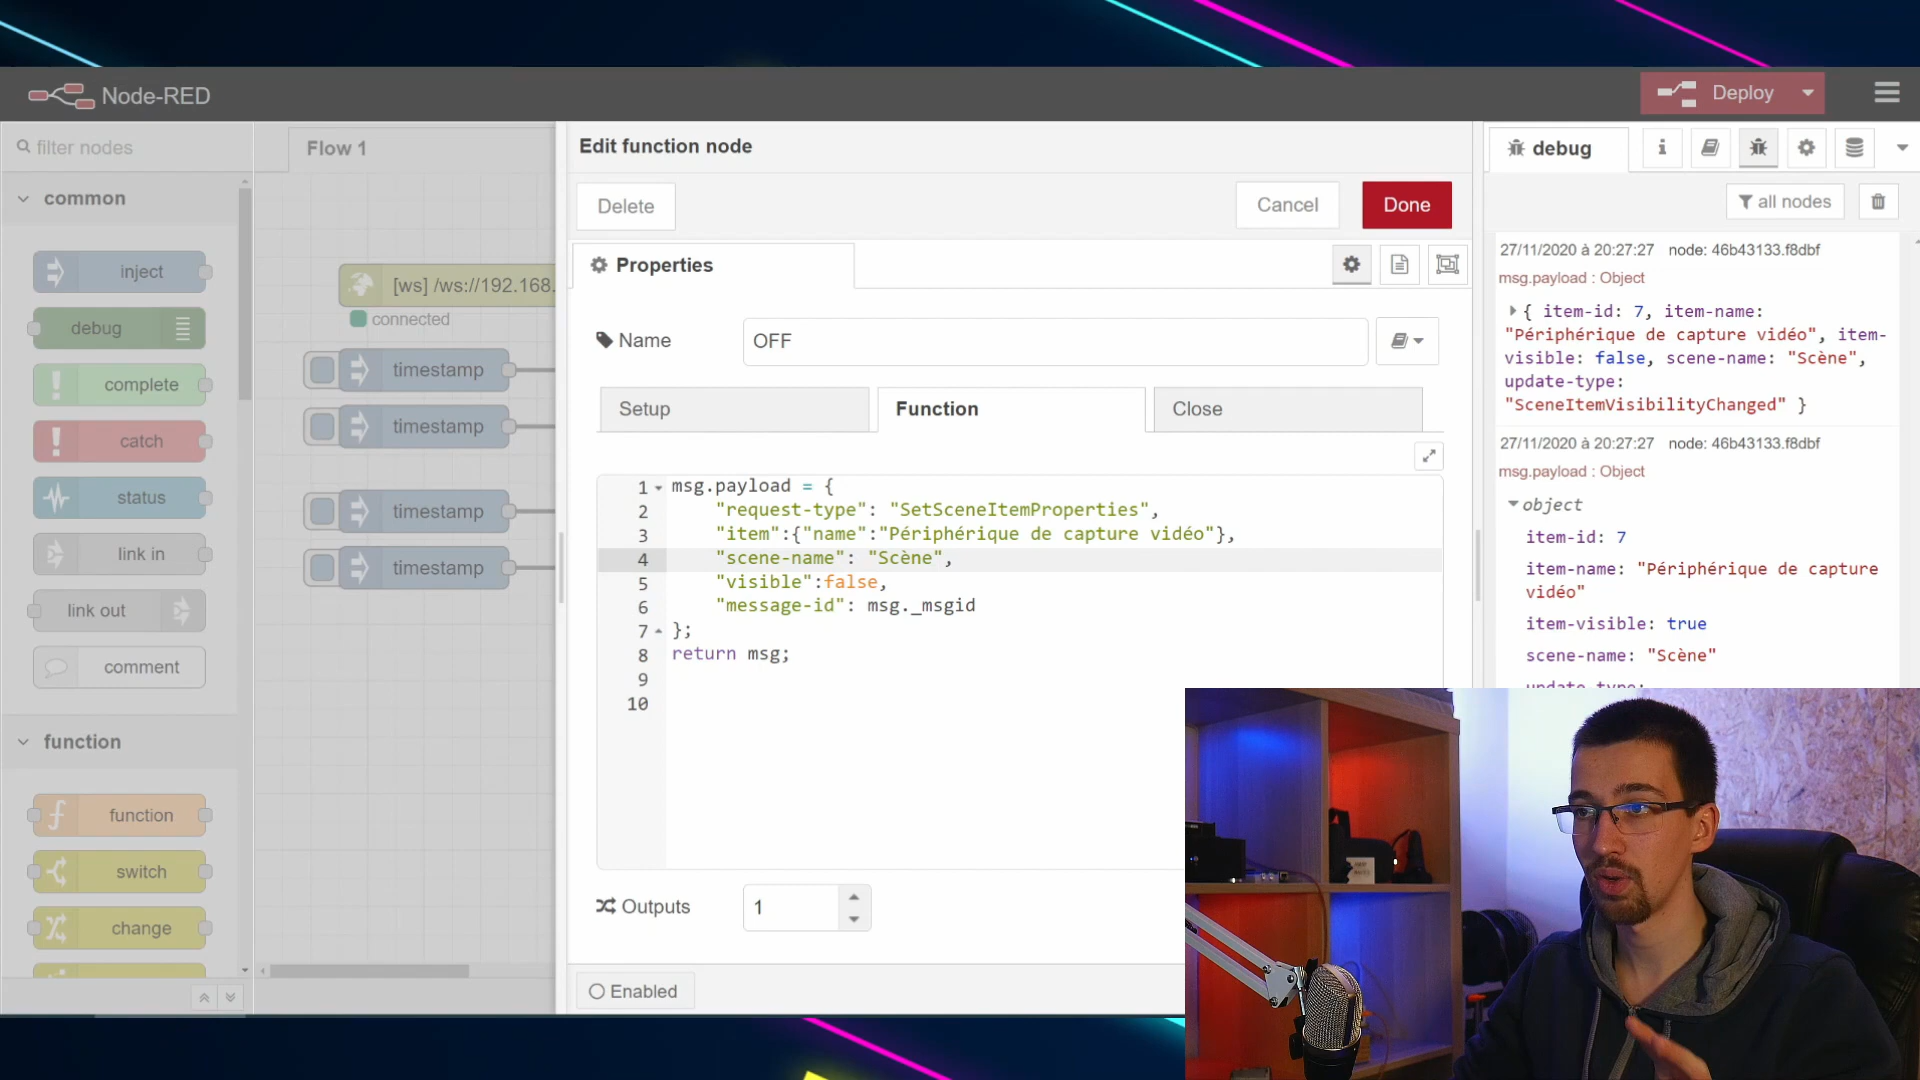 Node-RED
Deploy
filter nodes
common
inject
debug
complete
catch
status
link in
link out
comment
function
function
switch
change
Flow 1
[ws] /ws://192.168.
connected
timestamp
timestamp
timestamp
timestamp
Edit function node
Delete
Cancel
Done
Properties
Name
OFF
Setup
Function
Close
1 msg.payload = {
2 "request-type": "SetSceneItemProperties",
3 "item":{"name":"Périphérique de capture vidéo"},
4 "scene-name": "Scène",
5 "visible":false,
6 "message-id": msg._msgid
7 };
8 return msg;
9
10
Outputs
1
Enabled
debug
all nodes
27/11/2020 à 20:27:27 node: 46b43133.f8dbf
msg.payload : Object
{ item-id: 7, item-name:
"Périphérique de capture vidéo", item-
visible: false, scene-name: "Scène",
update-type:
"SceneItemVisibilityChanged" }
27/11/2020 à 20:27:27 node: 46b43133.f8dbf
msg.payload : Object
object
item-id: 7
item-name: "Périphérique de capture
vidéo"
item-visible: true
scene-name: "Scène"
update-type: